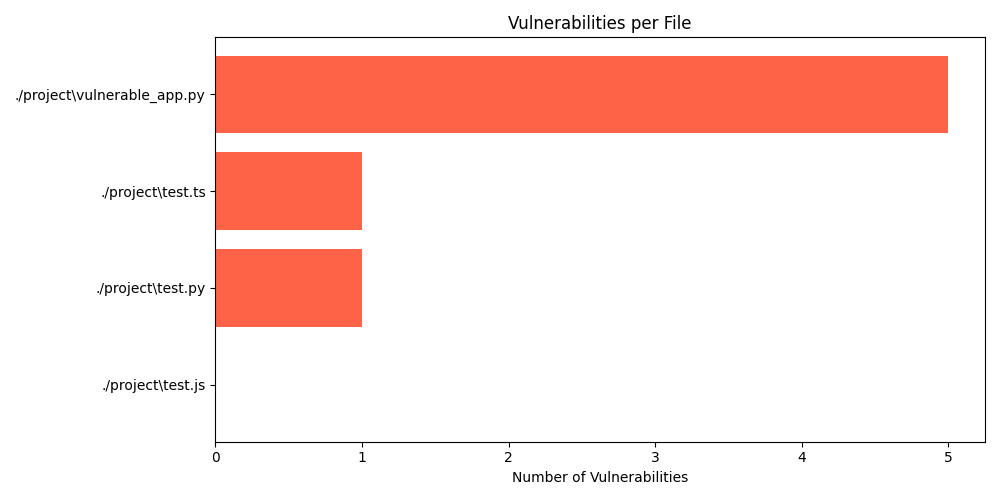 Vulnerabilities per File
./project\vulnerable_app.py
./project\test.ts
./project\test.py
./project\test.js
0 1 2 3 4 5
Number of Vulnerabilities